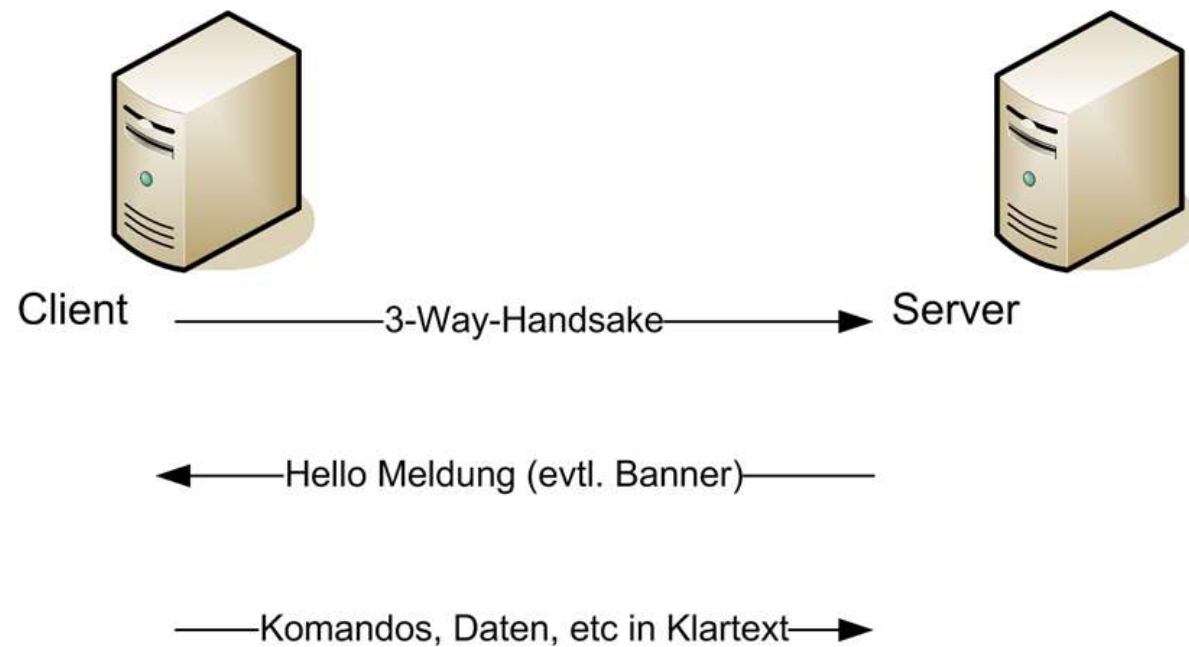 Client
3-Way-Handsake
Server
Hello Meldung (evtl. Banner)
Komandos, Daten, etc in Klartext